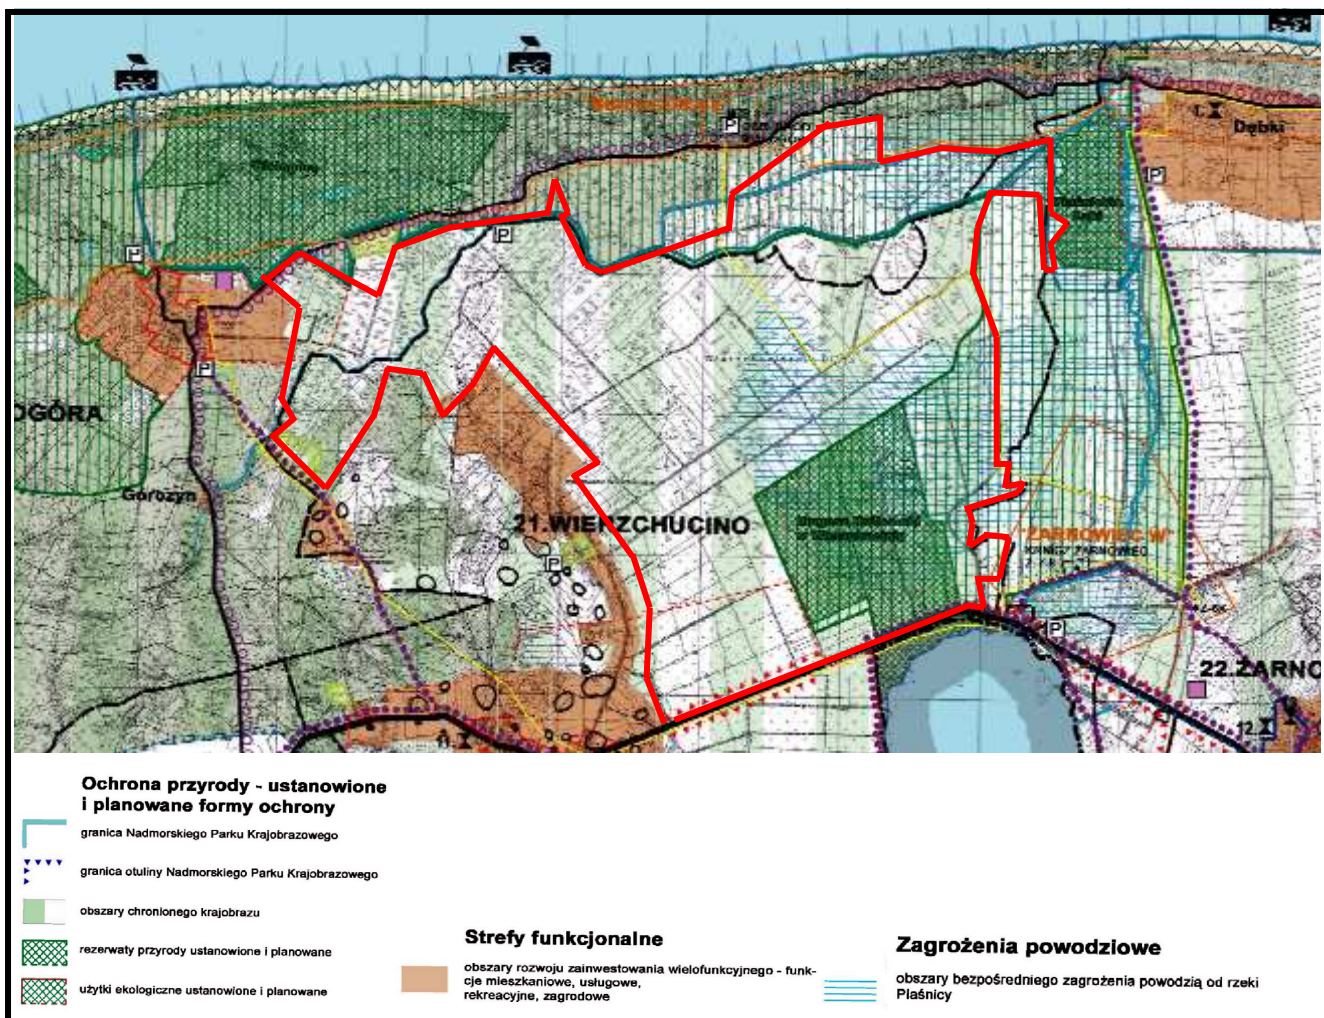 Dębki
OGÓRA
21.WIERZCHUCINO
"ŻARNOWIEC W"
22.ŻARNO
P
P
P
P
P
P
P
Ochrona przyrody - ustanowione
i planowane formy ochrony
granica Nadmorskiego Parku Krajobrazowego
granica otuliny Nadmorskiego Parku Krajobrazowego
obszary chronionego krajobrazu
rezerwaty przyrody ustanowione i planowane
użytki ekologiczne ustanowione i planowane
Strefy funkcjonalne
obszary rozwoju zainwestowania wielofunkcyjnego - funk-
cje mieszkaniowe, usługowe,
rekreacyjne, zagrodowe
Zagrożenia powodziowe
obszary bezpośredniego zagrożenia powodzią od rzeki
Piaśnicy